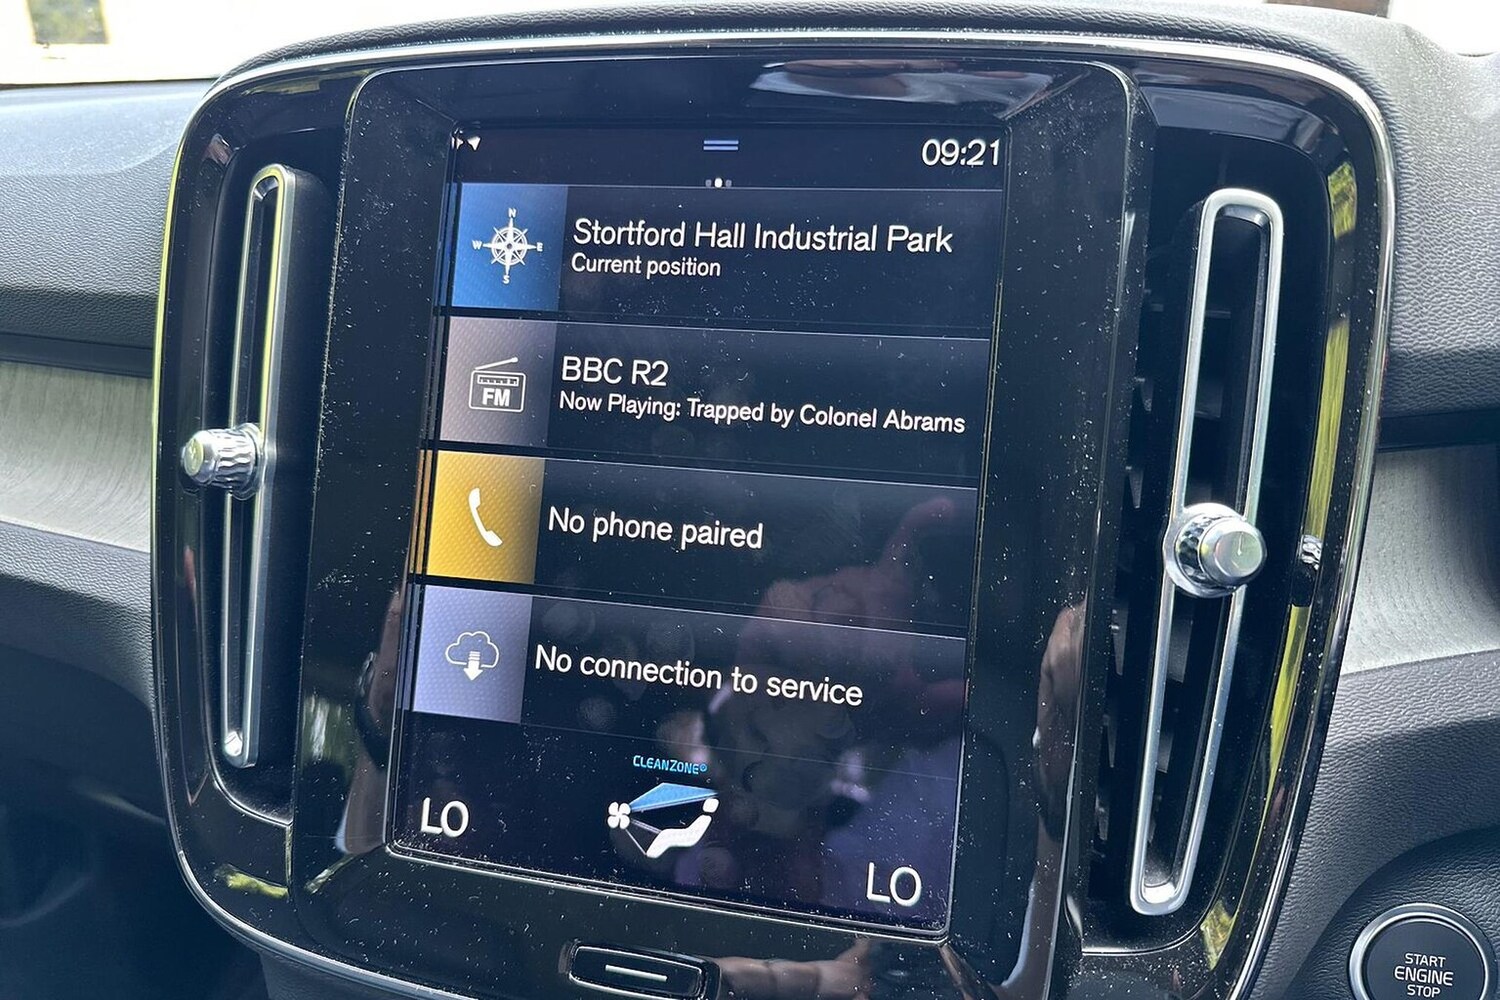 09:21
N
W E
S
Stortford Hall Industrial Park
Current position
FM
BBC R2
Now Playing: Trapped by Colonel Abrams
No phone paired
No connection to service
CLEANZONE®
LO
LO
START
ENGINE
STOP